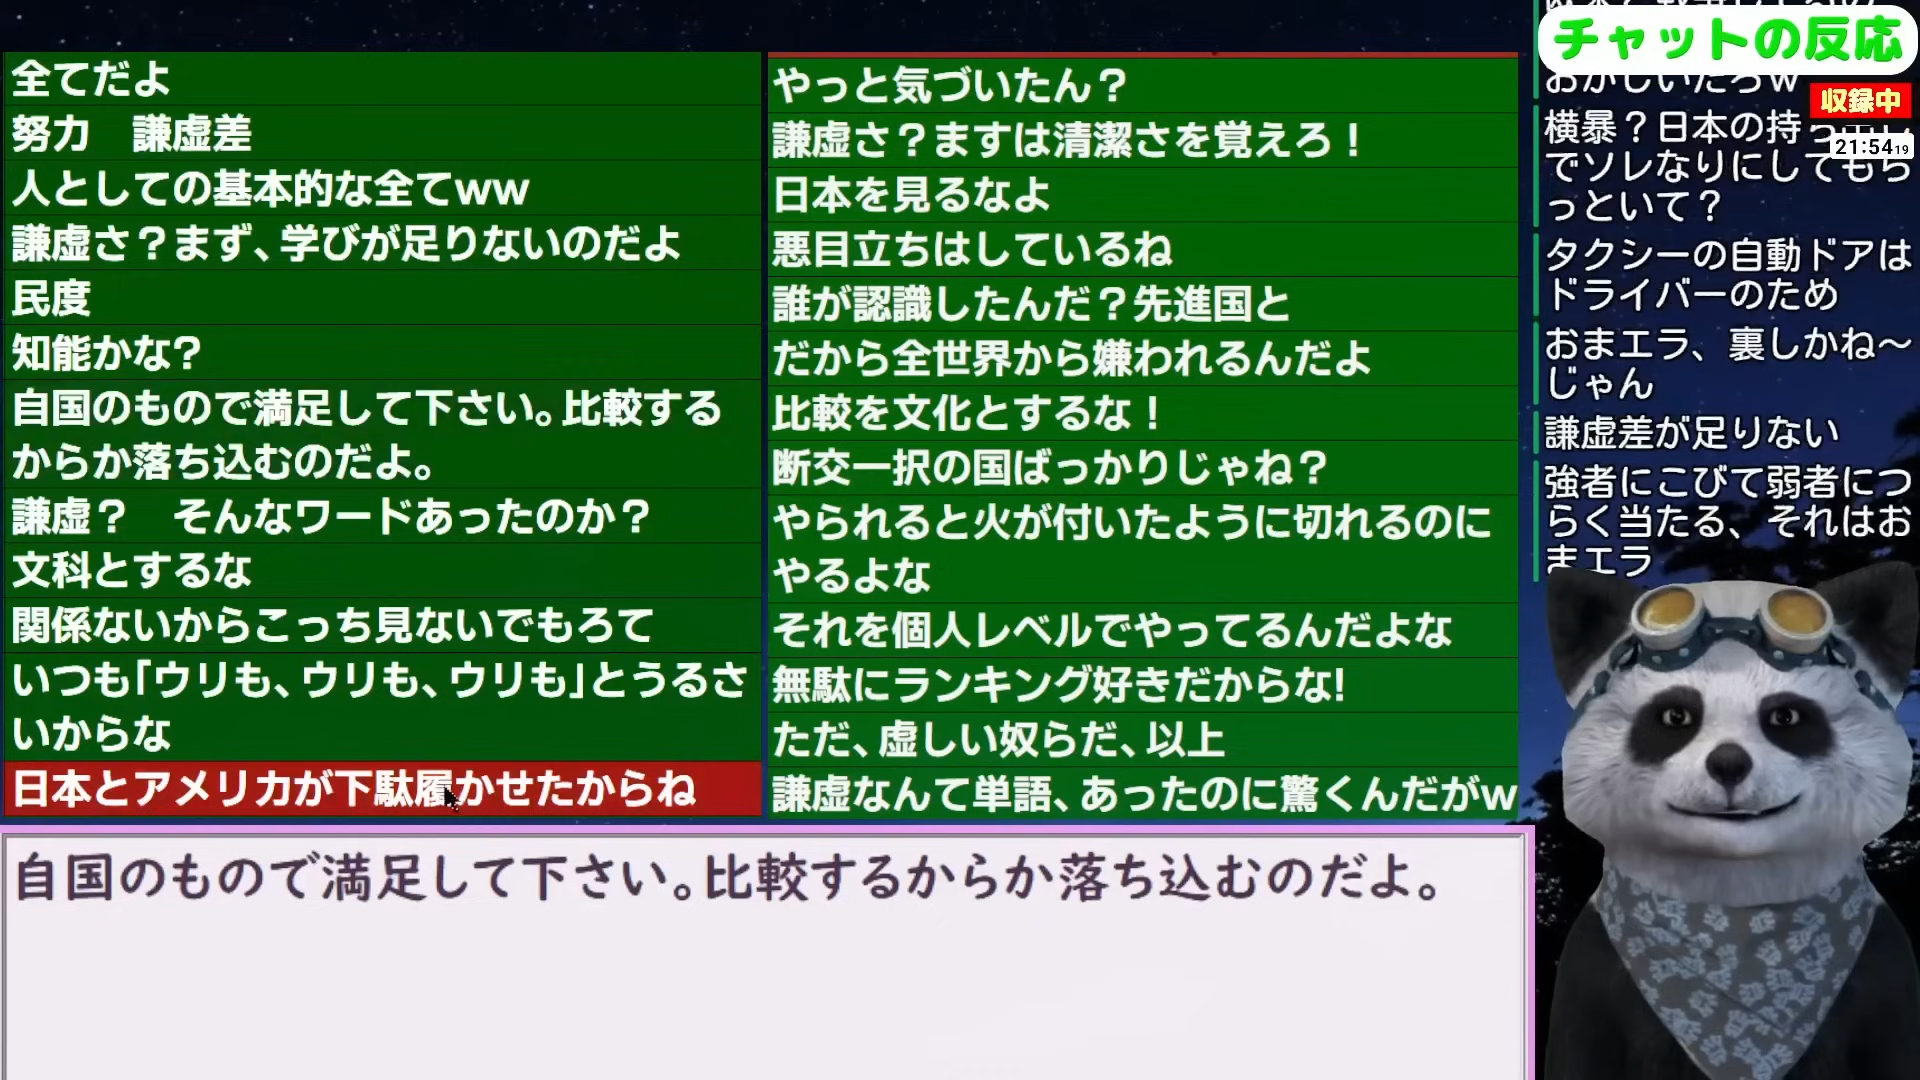 全てだよ
努力　謙虚差
人としての基本的な全てww
謙虚さ？まず、学びが足りないのだよ
民度
知能かな?
自国のもので満足して下さい。比較する
からか落ち込むのだよ。
謙虚？　そんなワードあったのか？
文科とするな
関係ないからこっち見ないでもろて
いつも「ウリも、ウリも、ウリも」とうるさ
いからな
日本とアメリカが下駄履かせたからね
やっと気づいたん？
謙虚さ？ますは清潔さを覚えろ！
日本を見るなよ
悪目立ちはしているね
誰が認識したんだ？先進国と
だから全世界から嫌われるんだよ
比較を文化とするな！
断交一択の国ばっかりじゃね？
やられると火が付いたように切れるのに
やるよな
それを個人レベルでやってるんだよな
無駄にランキング好きだからな!
ただ、虚しい奴らだ、以上
謙虚なんて単語、あったのに驚くんだがw
自国のもので満足して下さい。比較するからか落ち込むのだよ。
チャットの反応
おかしいだろw
収録中
21:54 19
横暴？日本の持ち
でソレなりにしてもら
っといて？
タクシーの自動ドアは
ドライバーのため
おまエラ、裏しかね～
じゃん
謙虚差が足りない
強者にこびて弱者につ
らく当たる、それはお
まエラ